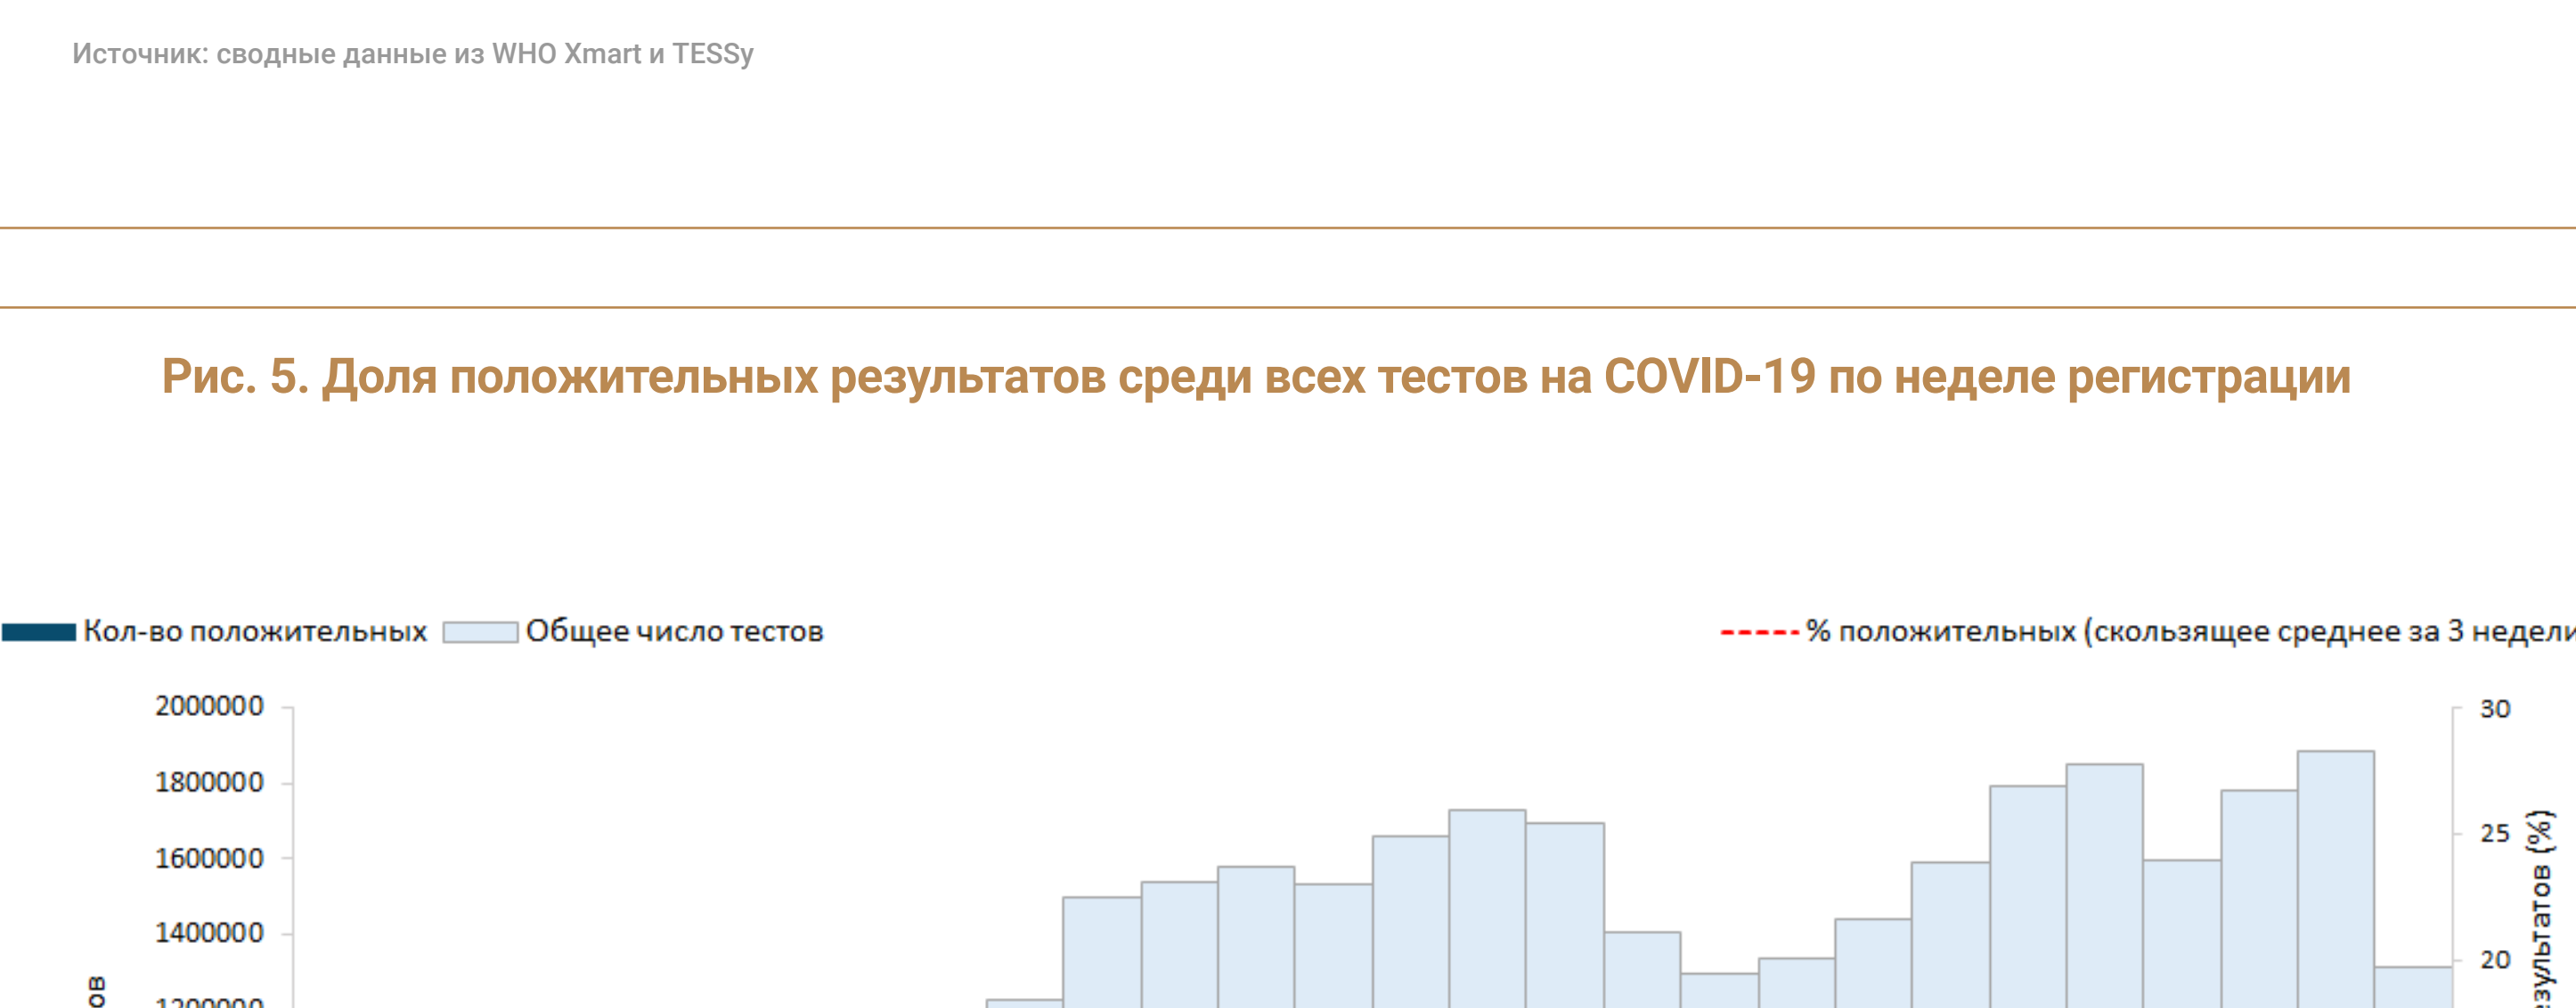 Источник: сводные данные из WHO Xmart и TESSy
Рис. 5. Доля положительных результатов среди всех тестов на COVID-19 по неделе регистрации
Кол-во положительных Общее число тестов % положительных (скользящее среднее за 3 недели
2000000 30
1800000
1600000 25
1400000
20
(%)